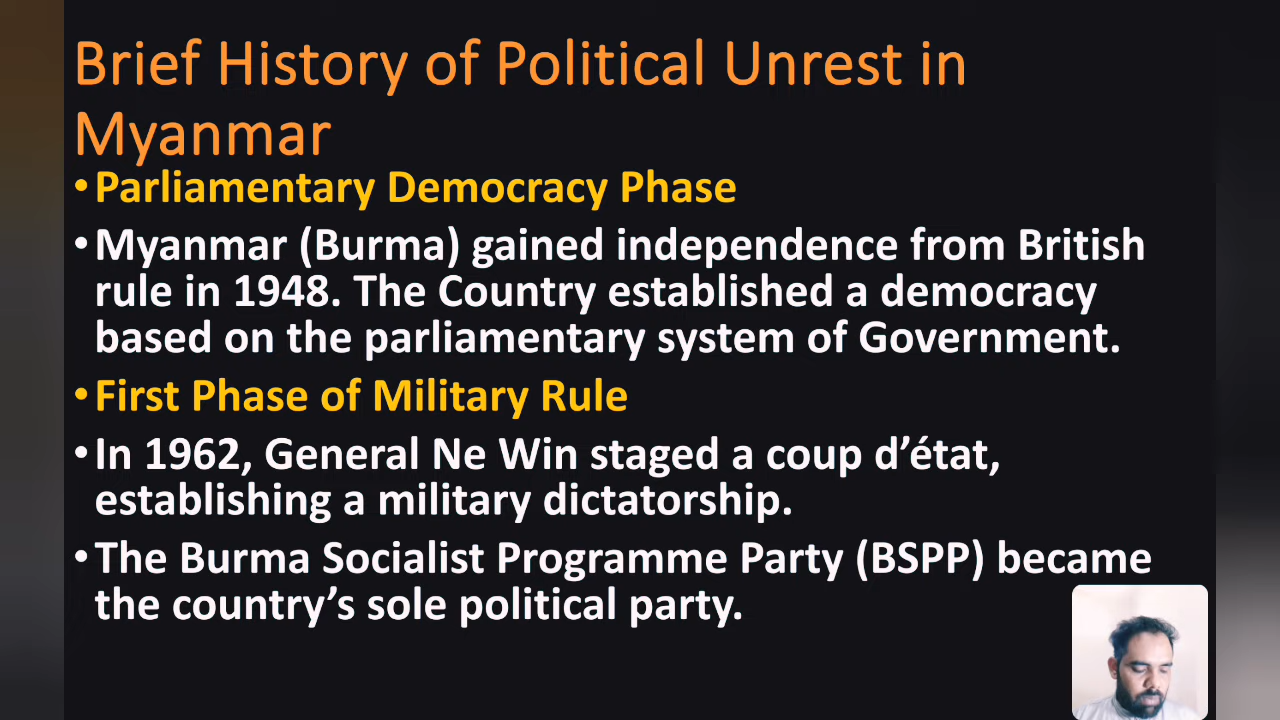 Brief History of Political Unrest in
Myanmar
•Parliamentary Democracy Phase
•Myanmar (Burma) gained independence from British
rule in 1948. The Country established a democracy
based on the parliamentary system of Government.
•First Phase of Military Rule
•In 1962, General Ne Win staged a coup d’état,
establishing a military dictatorship.
•The Burma Socialist Programme Party (BSPP) became
the country’s sole political party.